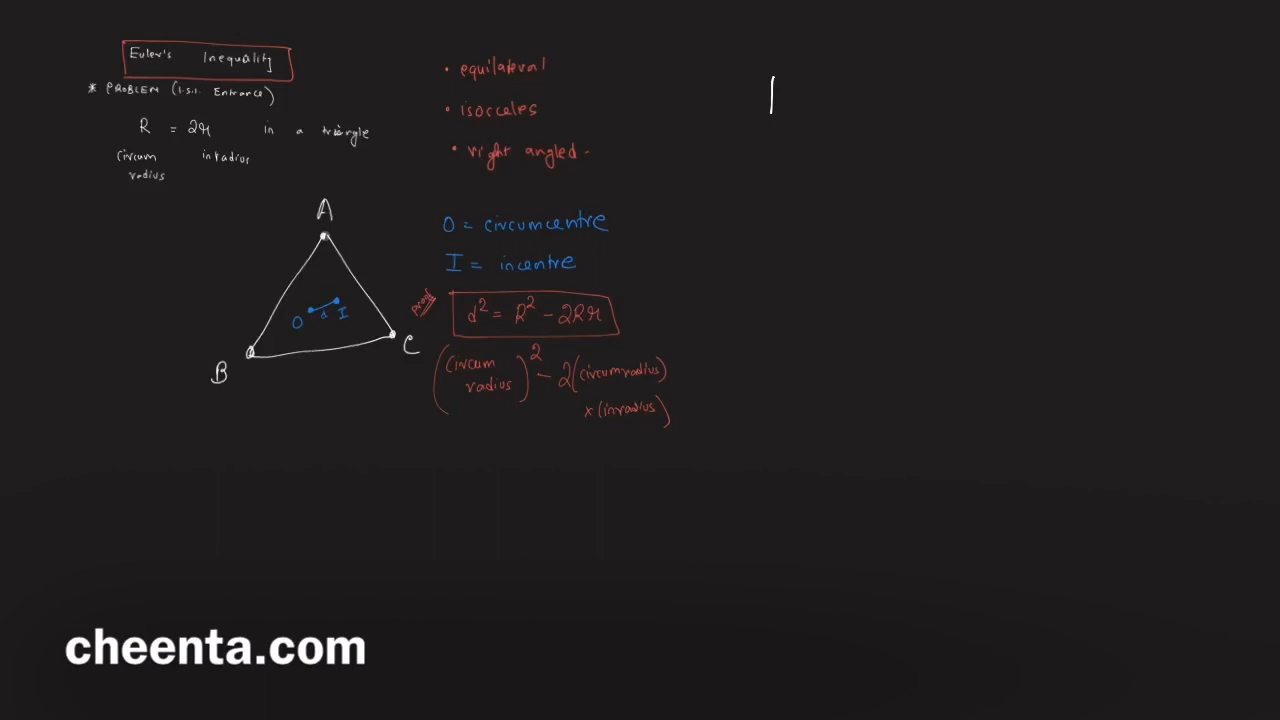 Euler's Inequality
* PROBLEM (I.S.I. Entrance)
R = 2r in a triangle
circum inradius
radius
• equilateral
• isosceles
• right angled -
A
B
C
O d I
O = circumcentre
I = incentre
proof
d² = R² - 2Rr
(circum radius)² - 2(circumradius)
x (inradius)
cheenta.com